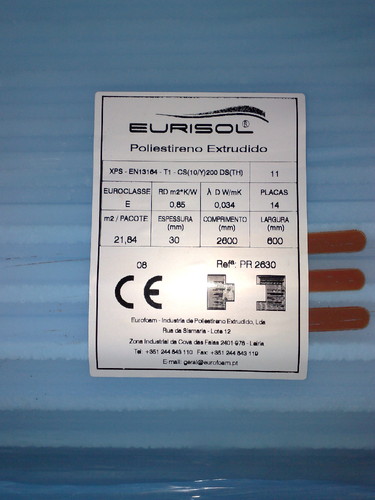 EURISOL®
Poliestireno Extrudido
XPS - EN13164 - T1 - CS(10/Y)200 DS(TH) 11
EUROCLASSE RD m2*K/W λ D W/mK PLACAS
E 0,85 0,034 14
m2 / PACOTE ESPESSURA (mm) COMPRIMENTO (mm) LARGURA (mm)
21,84 30 2600 600
08 Refª. PR 2630
CE
Eurofoam - Industria de Poliestireno Extrudido, Lda
Rua da Sismaria - Lote 12
Zona Industrial da Cova das Faias 2401-978 - Leiria
Tel: +351 244 843 110 Fax: +351 244 843 119
E-mail: geral@eurofoam.pt